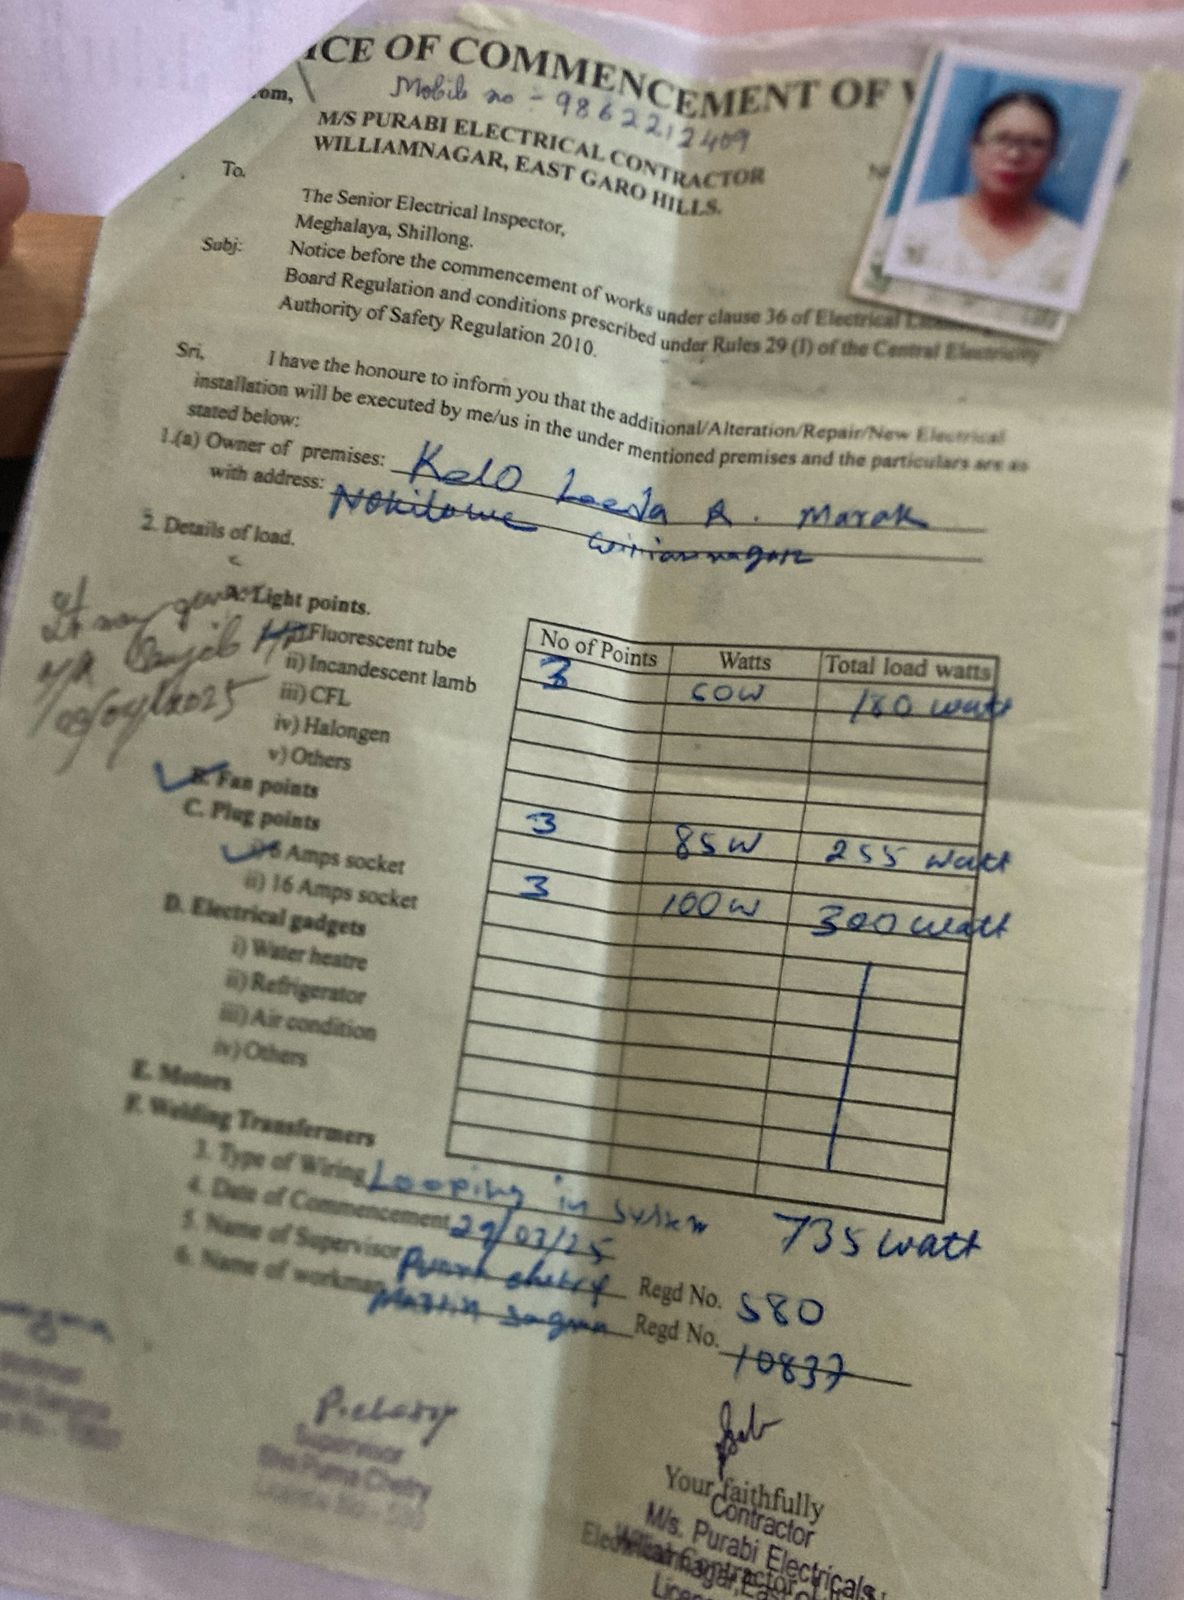 ICE OF COMMENCEMENT OF
Mobile no :- 9862212409
om,
M/S PURABI ELECTRICAL CONTRACTOR
WILLIAMNAGAR, EAST GARO HILLS.
To.
The Senior Electrical Inspector,
Meghalaya, Shillong.
Subj: Notice before the commencement of works under clause 36 of Electrical
Board Regulation and conditions prescribed under Rules 29 (I) of the Central Electricity
Authority of Safety Regulation 2010.
Sri, I have the honoure to inform you that the additional/Alteration/Repair/New Electrical
installation will be executed by me/us in the under mentioned premises and the particulars are as
stated below:
1.(a) Owner of premises: Marak
with address: Williamnagar
2. Details of load.
A. Light points.
i) Fluorescent tube
ii) Incandescent lamb
iii) CFL
iv) Halongen
v) Others
B. Fan points
C. Plug points
i) 6 Amps socket
ii) 16 Amps socket
D. Electrical gadgets
i) Water heatre
ii) Refrigerator
iii) Air condition
iv) Others
E. Motors
F. Welding Transfermers
No of Points Watts Total load watts
3 60W 180 watt
3 85W 255 watt
3 100W 300 watt
735 watt
3. Type of Wiring Looping in system
4. Date of Commencement 29/03/25
5. Name of Supervisor Regd No. 580
6. Name of workman Regd No. 10837
Supervisor
Your faithfully
Contractor
M/s. Purabi Electricals